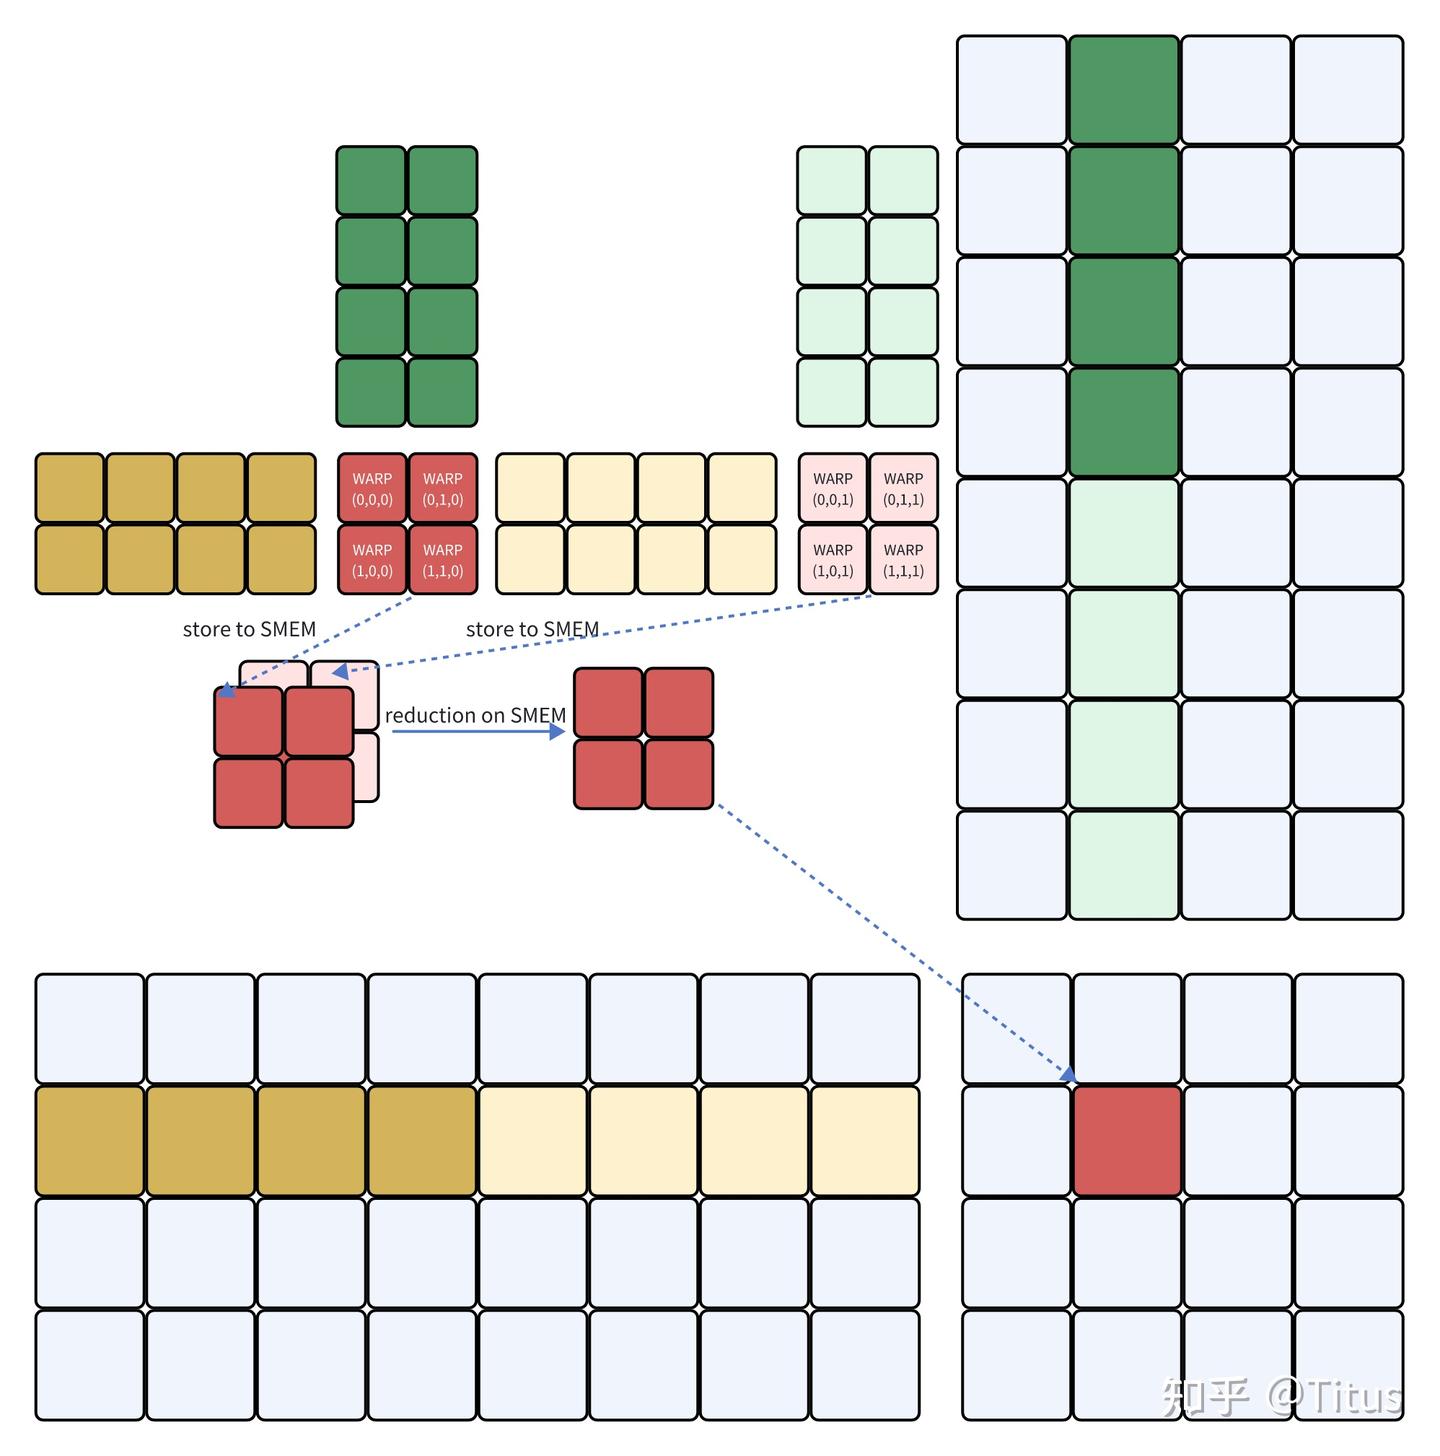 WARP
(0,0,0)
WARP
(0,1,0)
WARP
(0,0,1)
WARP
(0,1,1)
WARP
(1,0,0)
WARP
(1,1,0)
WARP
(1,0,1)
WARP
(1,1,1)
store to SMEM
store to SMEM
reduction on SMEM
知乎 @Titus